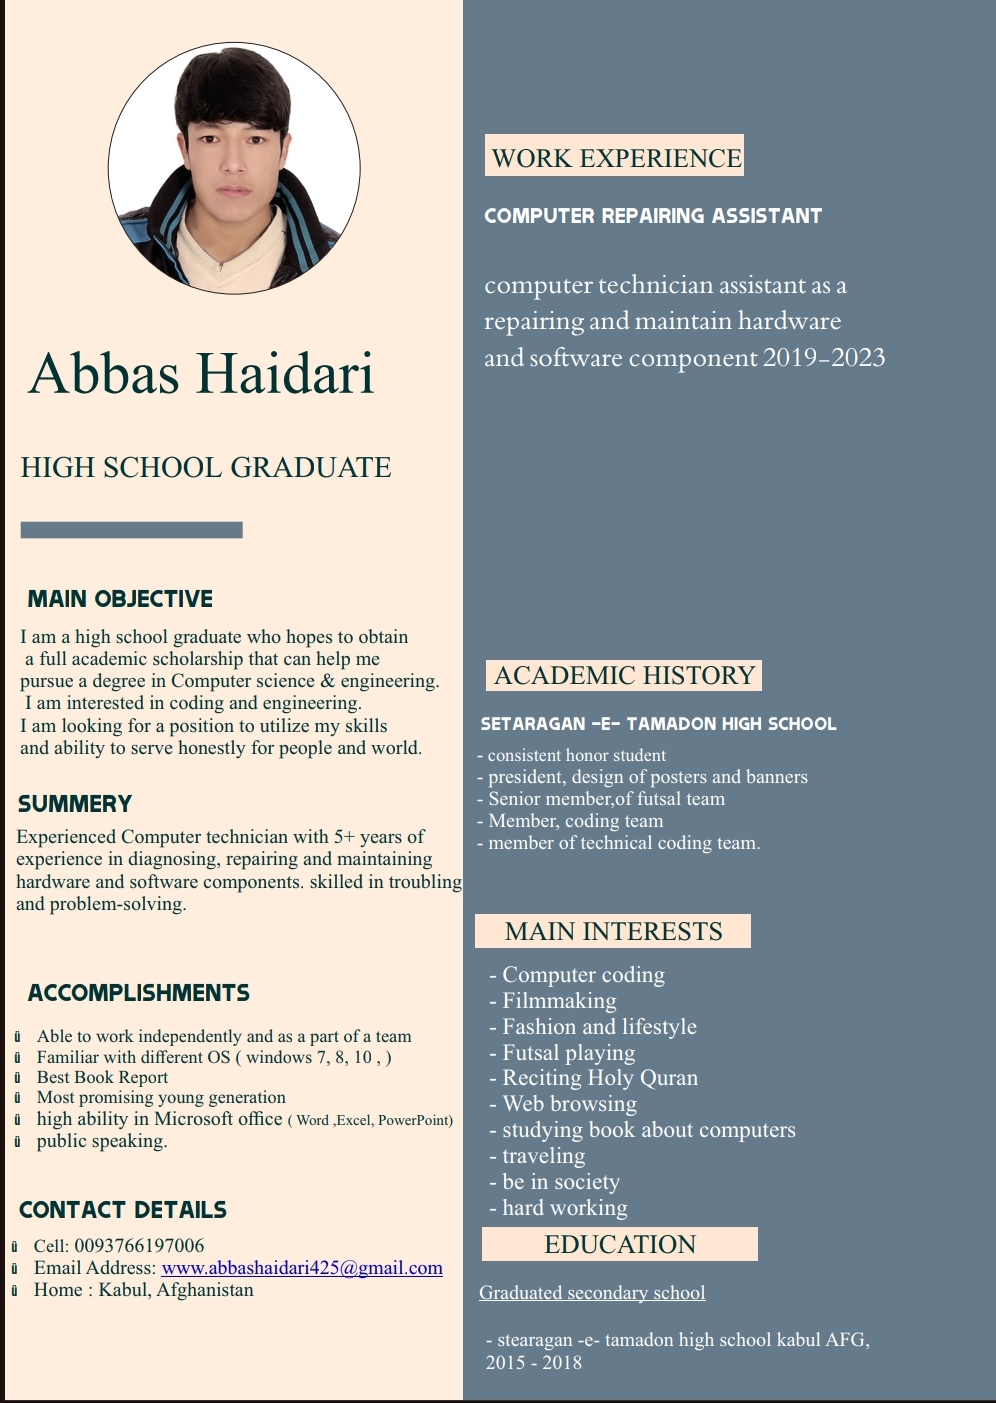 Abbas Haidari
HIGH SCHOOL GRADUATE
MAIN OBJECTIVE
I am a high school graduate who hopes to obtain
a full academic scholarship that can help me
pursue a degree in Computer science & engineering.
I am interested in coding and engineering.
I am looking for a position to utilize my skills
and ability to serve honestly for people and world.
SUMMERY
Experienced Computer technician with 5+ years of
experience in diagnosing, repairing and maintaining
hardware and software components. skilled in troubling
and problem-solving.
ACCOMPLISHMENTS
ü Able to work independently and as a part of a team
ü Familiar with different OS ( windows 7, 8, 10 , )
ü Best Book Report
ü Most promising young generation
ü high ability in Microsoft office ( Word ,Excel, PowerPoint)
ü public speaking.
CONTACT DETAILS
ü Cell: 0093766197006
ü Email Address: www.abbashaidari425@gmail.com
ü Home : Kabul, Afghanistan
WORK EXPERIENCE
COMPUTER REPAIRING ASSISTANT
computer technician assistant as a
repairing and maintain hardware
and software component 2019-2023
ACADEMIC HISTORY
SETARAGAN -E- TAMADON HIGH SCHOOL
- consistent honor student
- president, design of posters and banners
- Senior member,of futsal team
- Member, coding team
- member of technical coding team.
MAIN INTERESTS
- Computer coding
- Filmmaking
- Fashion and lifestyle
- Futsal playing
- Reciting Holy Quran
- Web browsing
- studying book about computers
- traveling
- be in society
- hard working
EDUCATION
Graduated secondary school
- stearagan -e- tamadon high school kabul AFG,
2015 - 2018